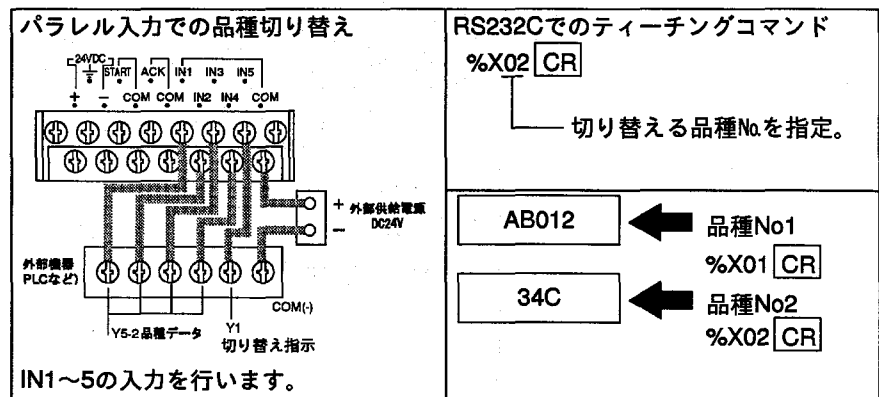 パラレル入力での品種切り替え
24VDC
START ACK IN1 IN3 IN5
+ − COM COM IN2 IN4 COM
+ 外部供給電源
DC24V
−
外部機器
PLCなど)
COM(-)
Y5-2品種データ
Y1
切り替え指示
IN1～5の入力を行います。
RS232Cでのティーチングコマンド
%X02 CR
切り替える品種No.を指定。
AB012
品種No1
%X01 CR
34C
品種No2
%X02 CR